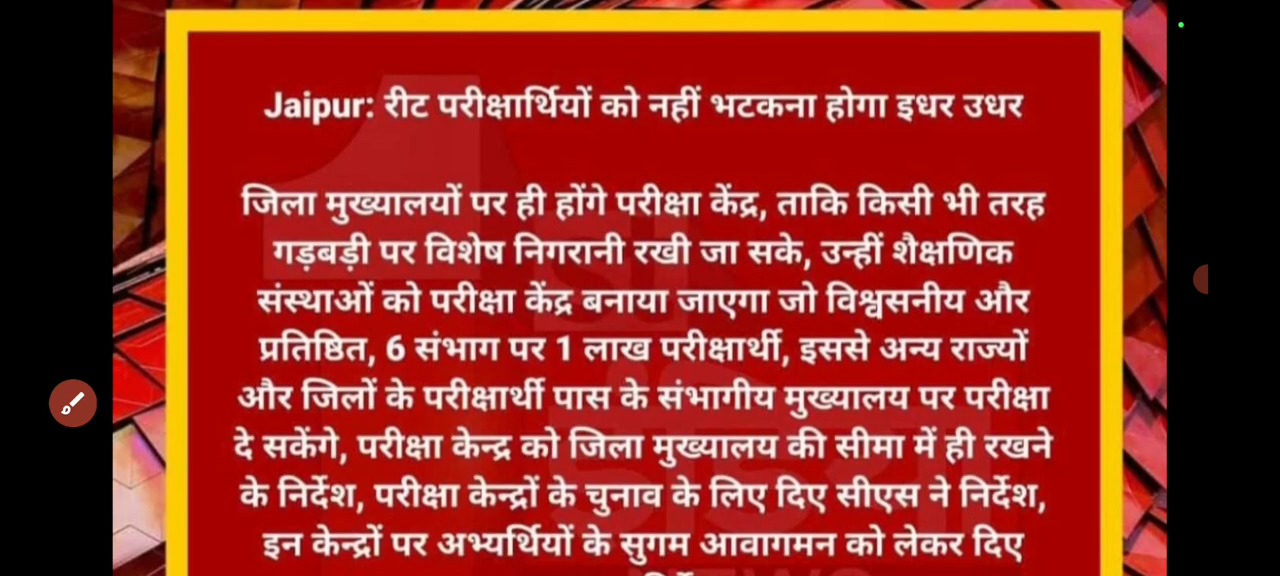 Jaipur: रीट परीक्षार्थियों को नहीं भटकना होगा इधर उधर
जिला मुख्यालयों पर ही होंगे परीक्षा केंद्र, ताकि किसी भी तरह
गड़बड़ी पर विशेष निगरानी रखी जा सके, उन्हीं शैक्षणिक
संस्थाओं को परीक्षा केंद्र बनाया जाएगा जो विश्वसनीय और
प्रतिष्ठित, 6 संभाग पर 1 लाख परीक्षार्थी, इससे अन्य राज्यों
और जिलों के परीक्षार्थी पास के संभागीय मुख्यालय पर परीक्षा
दे सकेंगे, परीक्षा केन्द्र को जिला मुख्यालय की सीमा में ही रखने
के निर्देश, परीक्षा केन्द्रों के चुनाव के लिए दिए सीएस ने निर्देश,
इन केन्द्रों पर अभ्यर्थियों के सुगम आवागमन को लेकर दिए